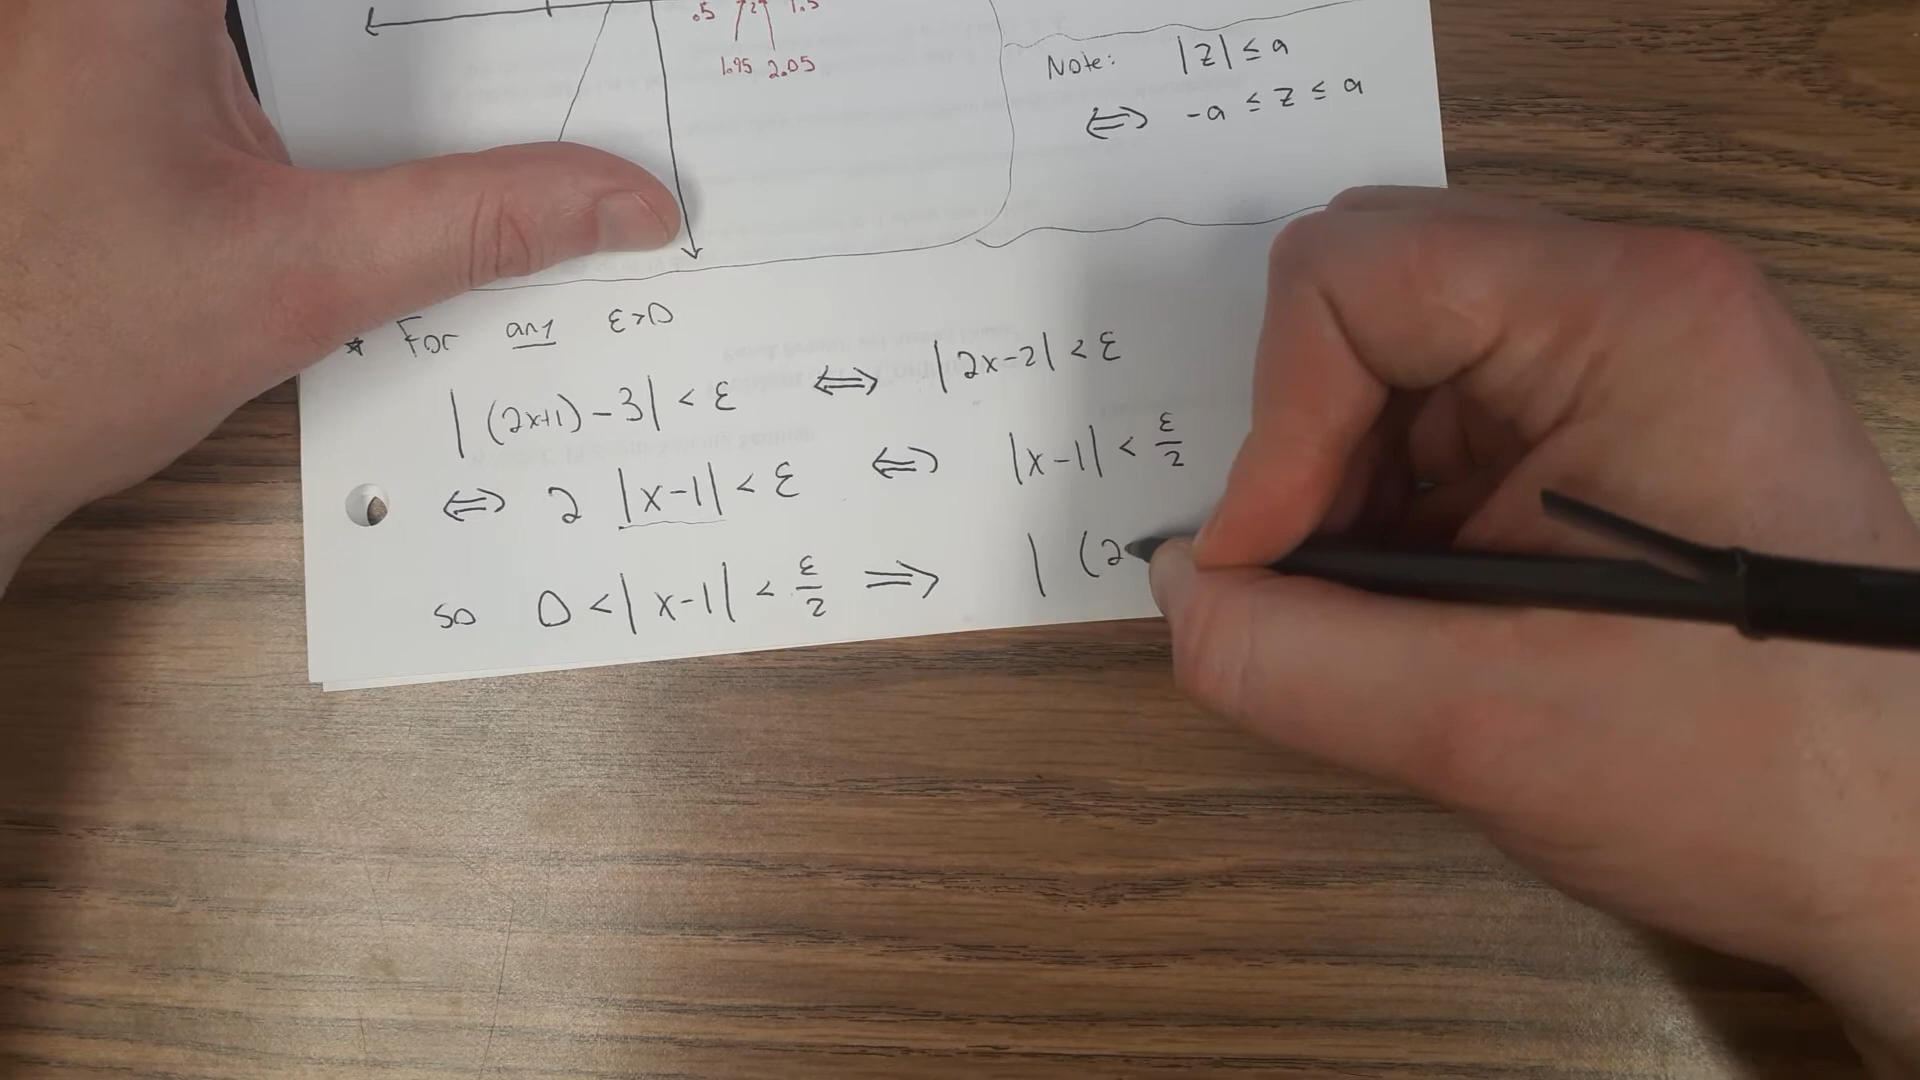 .5 2 1.5
1.95 2.05
Note: |z| ≤ a
⟺ -a ≤ z ≤ a
* For any ε>0
|(2x+1)-3| < ε ⟺ |2x-2| < ε
⟺ 2 |x-1| < ε ⟺ |x-1| < ε/2
so 0 < |x-1| < ε/2 ⟹ | (2